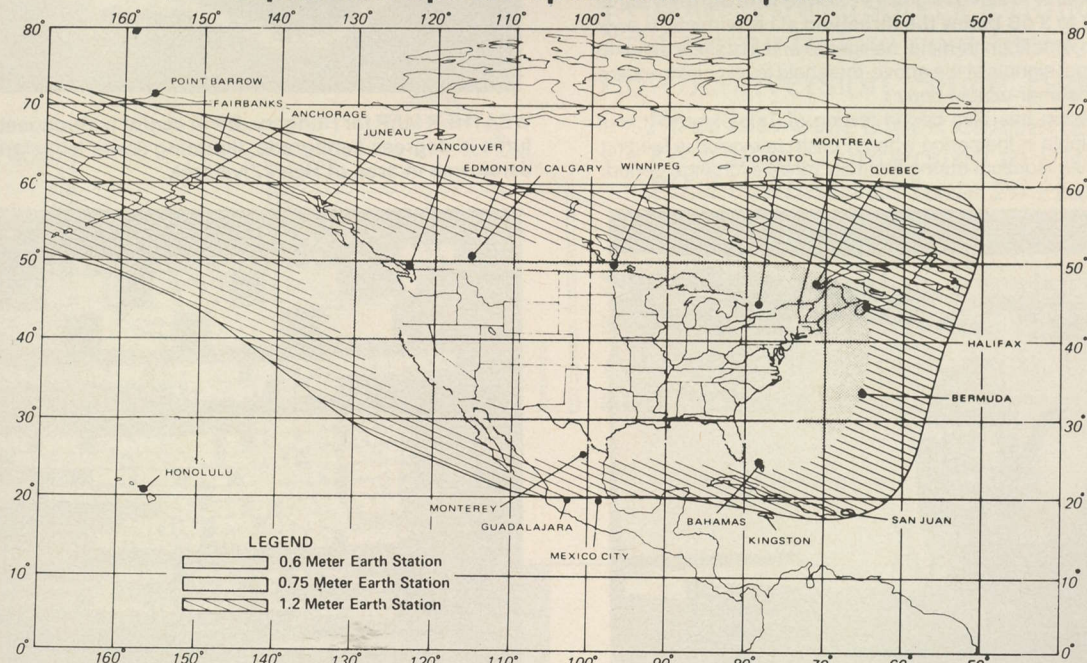 160° 150° 140° 130° 120° 110° 100° 90° 80° 70° 60° 50°
80° 80°
POINT BARROW
70° 70°
FAIRBANKS
ANCHORAGE
JUNEAU
VANCOUVER
EDMONTON
CALGARY
WINNIPEG
TORONTO
MONTREAL
QUEBEC
60° 60°
50° 50°
40° 40°
HALIFAX
BERMUDA
30° 30°
HONOLULU
20° 20°
MONTEREY
GUADALAJARA
MEXICO CITY
BAHAMAS
KINGSTON
SAN JUAN
LEGEND
0.6 Meter Earth Station
0.75 Meter Earth Station
1.2 Meter Earth Station
10° 10°
0° 0°
160° 150° 140° 130° 120° 110° 100° 90° 80° 70° 60° 50°